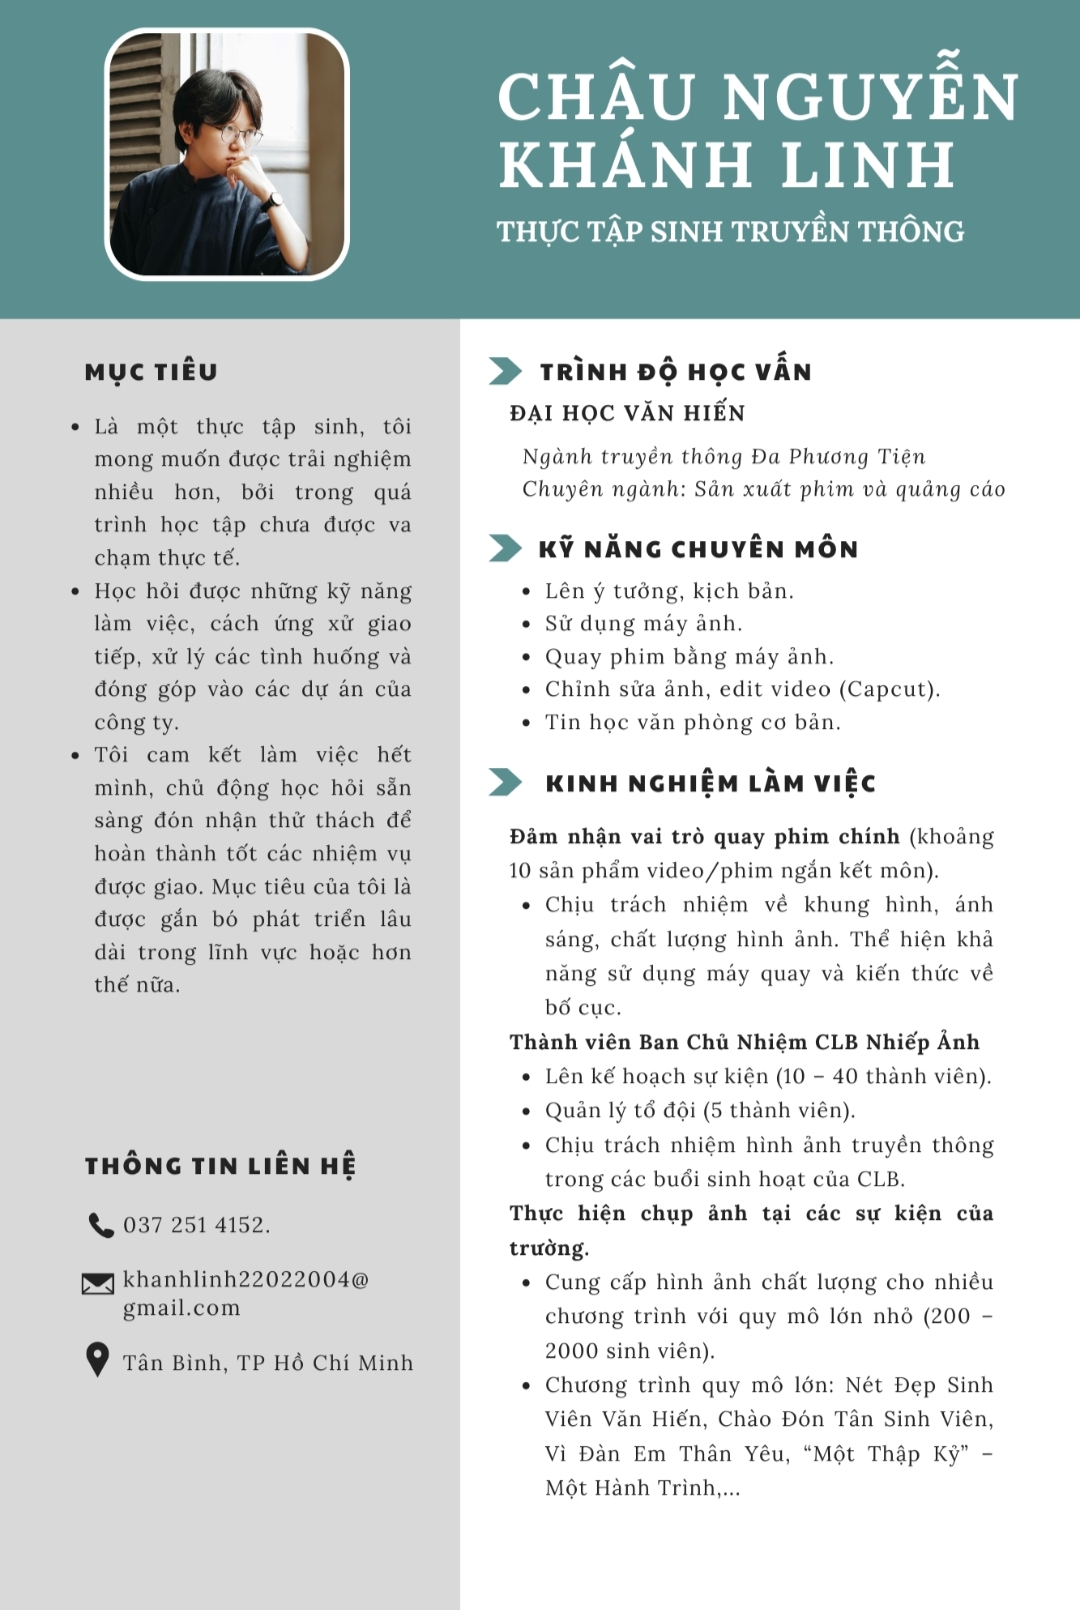 CHÂU NGUYỄN
KHÁNH LINH
THỰC TẬP SINH TRUYỀN THÔNG
MỤC TIÊU
• Là một thực tập sinh, tôi
mong muốn được trải nghiệm
nhiều hơn, bởi trong quá
trình học tập chưa được va
chạm thực tế.
• Học hỏi được những kỹ năng
làm việc, cách ứng xử giao
tiếp, xử lý các tình huống và
đóng góp vào các dự án của
công ty.
• Tôi cam kết làm việc hết
mình, chủ động học hỏi sẵn
sàng đón nhận thử thách để
hoàn thành tốt các nhiệm vụ
được giao. Mục tiêu của tôi là
được gắn bó phát triển lâu
dài trong lĩnh vực hoặc hơn
thế nữa.
THÔNG TIN LIÊN HỆ
037 251 4152.
khanhlinh22022004@
gmail.com
Tân Bình, TP Hồ Chí Minh
TRÌNH ĐỘ HỌC VẤN
ĐẠI HỌC VĂN HIẾN
Ngành truyền thông Đa Phương Tiện
Chuyên ngành: Sản xuất phim và quảng cáo
KỸ NĂNG CHUYÊN MÔN
• Lên ý tưởng, kịch bản.
• Sử dụng máy ảnh.
• Quay phim bằng máy ảnh.
• Chỉnh sửa ảnh, edit video (Capcut).
• Tin học văn phòng cơ bản.
KINH NGHIỆM LÀM VIỆC
Đảm nhận vai trò quay phim chính (khoảng
10 sản phẩm video/phim ngắn kết môn).
• Chịu trách nhiệm về khung hình, ánh
sáng, chất lượng hình ảnh. Thể hiện khả
năng sử dụng máy quay và kiến thức về
bố cục.
Thành viên Ban Chủ Nhiệm CLB Nhiếp Ảnh
• Lên kế hoạch sự kiện (10 – 40 thành viên).
• Quản lý tổ đội (5 thành viên).
• Chịu trách nhiệm hình ảnh truyền thông
trong các buổi sinh hoạt của CLB.
Thực hiện chụp ảnh tại các sự kiện của
trường.
• Cung cấp hình ảnh chất lượng cho nhiều
chương trình với quy mô lớn nhỏ (200 –
2000 sinh viên).
• Chương trình quy mô lớn: Nét Đẹp Sinh
Viên Văn Hiến, Chào Đón Tân Sinh Viên,
Vì Đàn Em Thân Yêu, “Một Thập Kỷ” –
Một Hành Trình,...